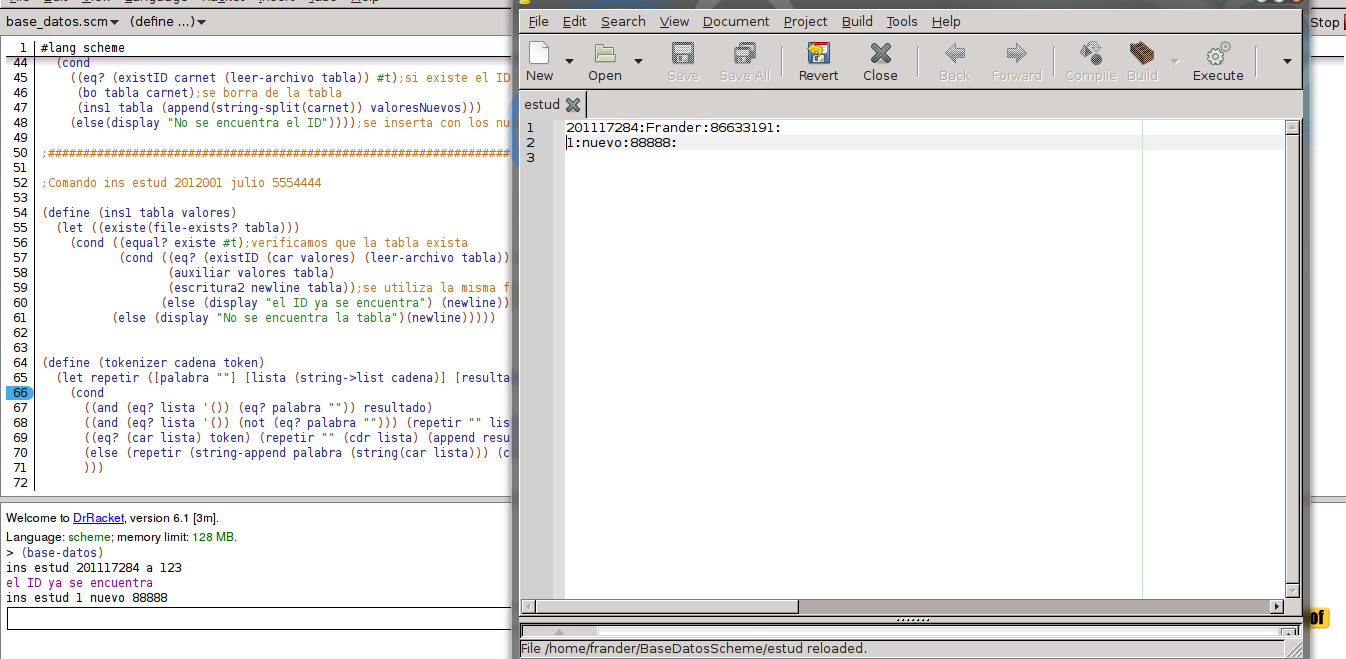 base_datos.scm (define ...)
1 #lang scheme
44 (cond
45 ((eq? (existID carnet (leer-archivo tabla)) #t);si existe el ID
46 (bo tabla carnet);se borra de la tabla
47 (ins1 tabla (append(string-split(carnet)) valoresNuevos)))
48 (else(display "No se encuentra el ID"))));se inserta con los nu
49
50 ;##################################################################
51
52 ;Comando ins estud 2012001 julio 5554444
53
54 (define (ins1 tabla valores)
55 (let ((existe(file-exists? tabla)))
56 (cond ((equal? existe #t);verificamos que la tabla exista
57 (cond ((eq? (existID (car valores) (leer-archivo tabla))
58 (auxiliar valores tabla)
59 (escritura2 newline tabla));se utiliza la misma f
60 (else (display "el ID ya se encuentra") (newline))
61 (else (display "No se encuentra la tabla")(newline)))))
62
63
64 (define (tokenizer cadena token)
65 (let repetir ([palabra ""] [lista (string->list cadena)] [resulta
66 (cond
67 ((and (eq? lista '()) (eq? palabra "")) resultado)
68 ((and (eq? lista '()) (not (eq? palabra ""))) (repetir "" lis
69 ((eq? (car lista) token) (repetir "" (cdr lista) (append resu
70 (else (repetir (string-append palabra (string(car lista))) (c
71 )))
72
Welcome to DrRacket, version 6.1 [3m].
Language: scheme; memory limit: 128 MB.
> (base-datos)
ins estud 201117284 a 123
el ID ya se encuentra
ins estud 1 nuevo 88888
File Edit Search View Document Project Build Tools Help
New Open Save Save All Revert Close Back Forward Compile Build Execute
estud
1 201117284:Frander:86633191:
2 1:nuevo:88888:
3
File /home/frander/BaseDatosScheme/estud reloaded.
Stop
of